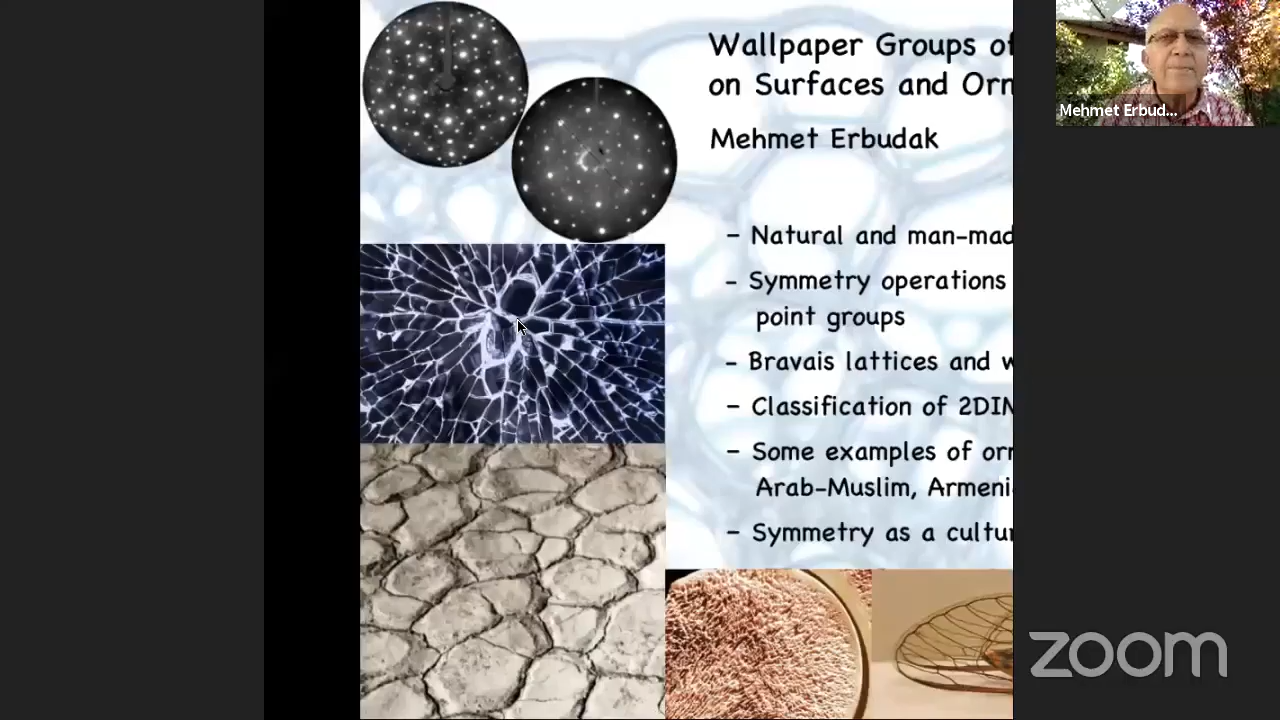 Wallpaper Groups of
on Surfaces and Orn
Mehmet Erbudak
– Natural and man-mad
– Symmetry operations
point groups
– Bravais lattices and w
– Classification of 2DIM
– Some examples of orn
Arab-Muslim, Armeni
– Symmetry as a cultur
Mehmet Erbud...
zoom